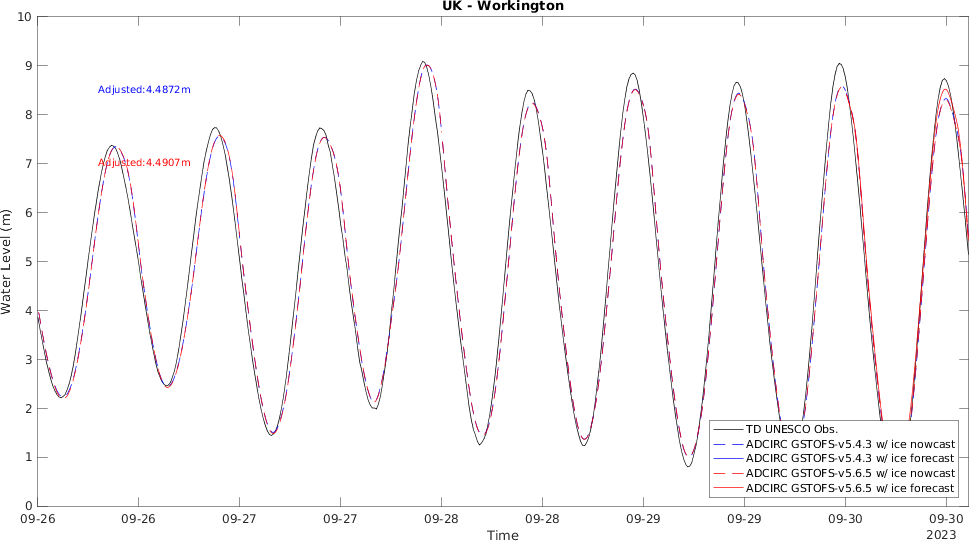 UK - Workington
10
9
8
7
6
5
4
3
2
1
0
Water Level (m)
Adjusted:4.4872m
Adjusted:4.4907m
TD UNESCO Obs.
ADCIRC GSTOFS-v5.4.3 w/ ice nowcast
ADCIRC GSTOFS-v5.4.3 w/ ice forecast
ADCIRC GSTOFS-v5.6.5 w/ ice nowcast
ADCIRC GSTOFS-v5.6.5 w/ ice forecast
09-26 09-26 09-27 09-27 09-28 09-28 09-29 09-29 09-30 09-30
2023
Time